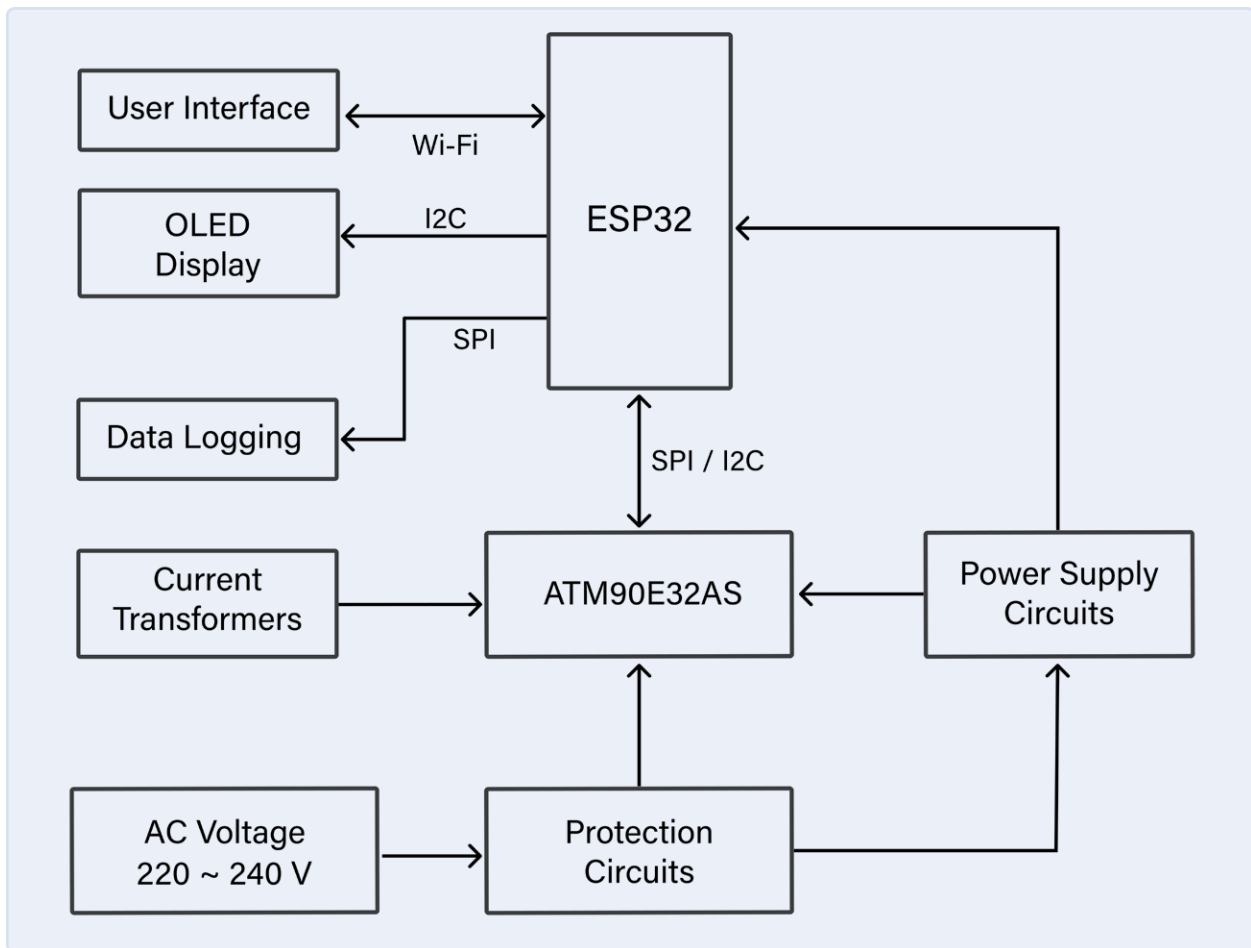 User Interface
Wi-Fi
ESP32
OLED
Display
I2C
SPI
Data Logging
SPI / I2C
Current
Transformers
ATM90E32AS
Power Supply
Circuits
AC Voltage
220 ~ 240 V
Protection
Circuits